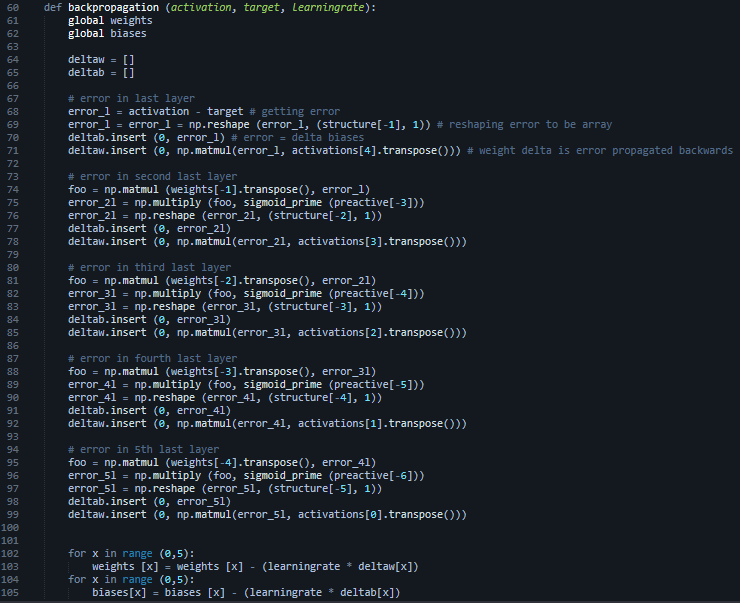 60 def backpropagation (activation, target, learningrate):
61     global weights
62     global biases
63
64     deltaw = []
65     deltab = []
66
67     # error in last layer
68     error_l = activation - target # getting error
69     error_l = error_l = np.reshape (error_l, (structure[-1], 1)) # reshaping error to be array
70     deltab.insert (0, error_l) # error = delta biases
71     deltaw.insert (0, np.matmul(error_l, activations[4].transpose())) # weight delta is error propagated backwards
72
73     # error in second last layer
74     foo = np.matmul (weights[-1].transpose(), error_l)
75     error_2l = np.multiply (foo, sigmoid_prime (preactive[-3]))
76     error_2l = np.reshape (error_2l, (structure[-2], 1))
77     deltab.insert (0, error_2l)
78     deltaw.insert (0, np.matmul(error_2l, activations[3].transpose()))
79
80     # error in third last layer
81     foo = np.matmul (weights[-2].transpose(), error_2l)
82     error_3l = np.multiply (foo, sigmoid_prime (preactive[-4]))
83     error_3l = np.reshape (error_3l, (structure[-3], 1))
84     deltab.insert (0, error_3l)
85     deltaw.insert (0, np.matmul(error_3l, activations[2].transpose()))
86
87     # error in fourth last layer
88     foo = np.matmul (weights[-3].transpose(), error_3l)
89     error_4l = np.multiply (foo, sigmoid_prime (preactive[-5]))
90     error_4l = np.reshape (error_4l, (structure[-4], 1))
91     deltab.insert (0, error_4l)
92     deltaw.insert (0, np.matmul(error_4l, activations[1].transpose()))
93
94     # error in 5th last layer
95     foo = np.matmul (weights[-4].transpose(), error_4l)
96     error_5l = np.multiply (foo, sigmoid_prime (preactive[-6]))
97     error_5l = np.reshape (error_5l, (structure[-5], 1))
98     deltab.insert (0, error_5l)
99     deltaw.insert (0, np.matmul(error_5l, activations[0].transpose()))
100
101
102     for x in range (0,5):
103         weights [x] = weights [x] - (learningrate * deltaw[x])
104     for x in range (0,5):
105         biases[x] = biases [x] - (learningrate * deltab[x])